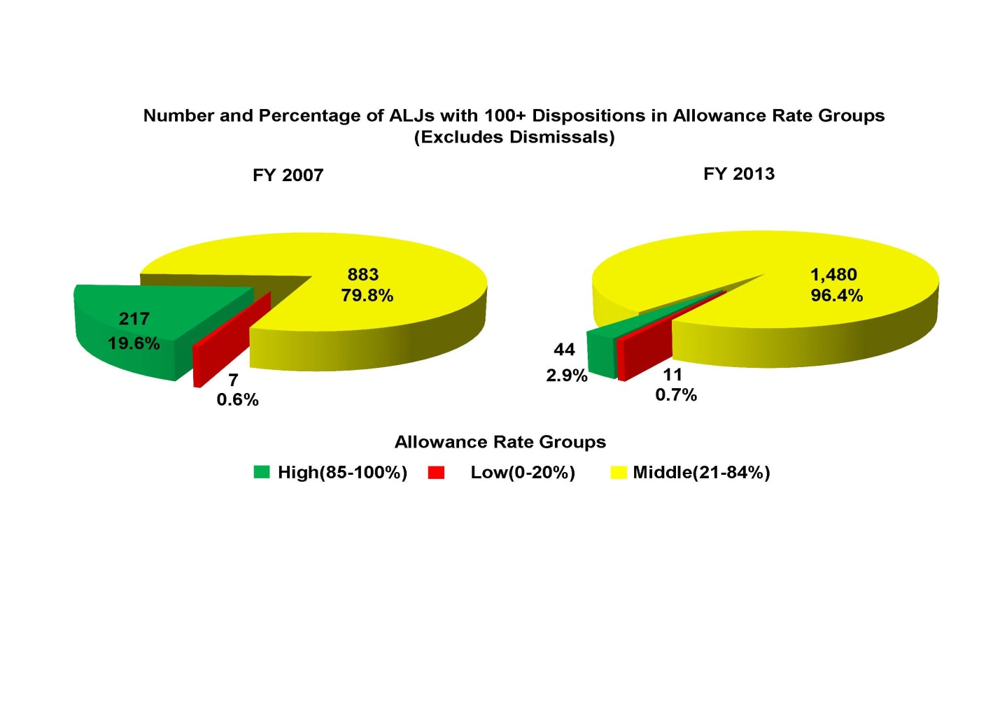 Number and Percentage of ALJs with 100+ Dispositions in Allowance Rate Groups
(Excludes Dismissals)
FY 2007
FY 2013
883
79.8%
217
19.6%
7
0.6%
1,480
96.4%
44
2.9%
11
0.7%
Allowance Rate Groups
High(85-100%) Low(0-20%) Middle(21-84%)